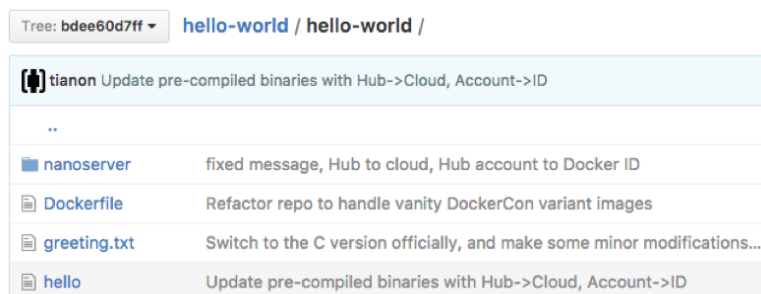 Tree: bdee60d7ff hello-world / hello-world /
tianon Update pre-compiled binaries with Hub->Cloud, Account->ID
..
nanoserver fixed message, Hub to cloud, Hub account to Docker ID
Dockerfile Refactor repo to handle vanity DockerCon variant images
greeting.txt Switch to the C version officially, and make some minor modifications...
hello Update pre-compiled binaries with Hub->Cloud, Account->ID